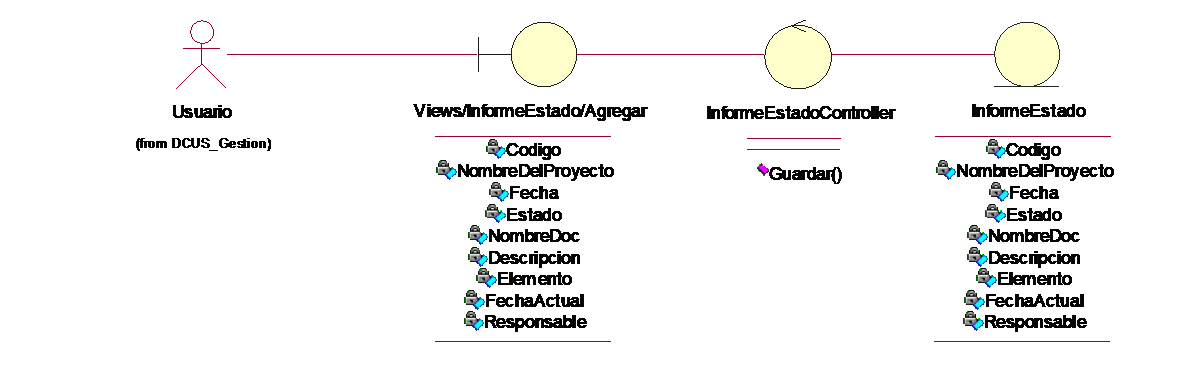 Usuario
(from DCUS_Gestion)
Views/InformeEstado/Agregar
Codigo
NombreDelProyecto
Fecha
Estado
NombreDoc
Descripcion
Elemento
FechaActual
Responsable
InformeEstadoController
Guardar()
InformeEstado
Codigo
NombreDelProyecto
Fecha
Estado
NombreDoc
Descripcion
Elemento
FechaActual
Responsable